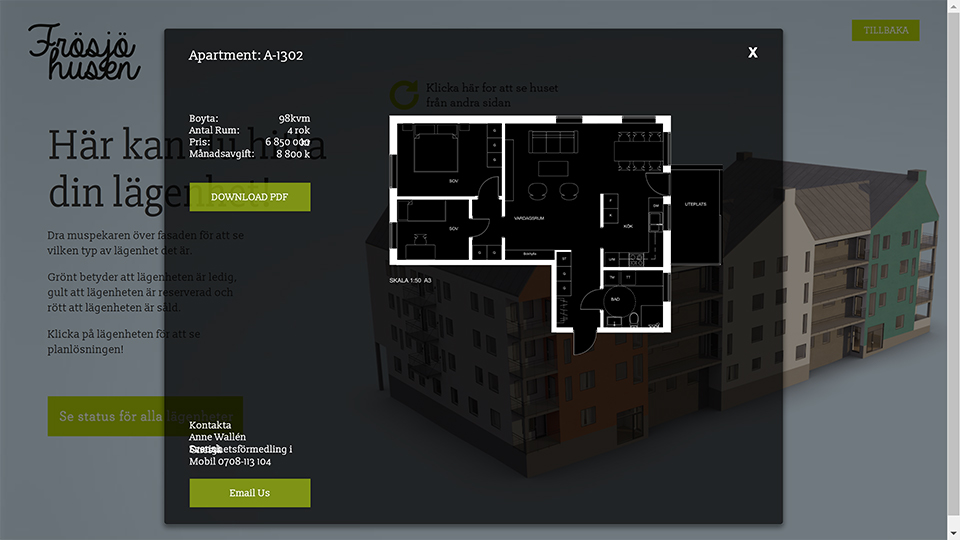 Frösjö
husen
TILLBAKA
Apartment: A-1302
X
Klicka här for att se huset
från andra sidan
Boyta: 98kvm
Antal Rum: 4 rok
Pris: 6 850 000
Månadsavgift: 8 800 k
DOWNLOAD PDF
Här kan du hitta
din lägenhet!
Dra muspekaren över fasaden för att se
vilken typ av lägenhet det är.
Grönt betyder att lägenheten är ledig,
gult att lägenheten är reserverad och
rött att lägenheten är såld.
Klicka på lägenheten för att se
planlösningen!
Se status för alla lägenheter
SOV
SOV
VARDAGSRUM
KÖK
UTEPLATS
BAD
SKALA 1:50 A3
Kontakta
Anne Wallén
Mobil 0708-113 104
Email Us